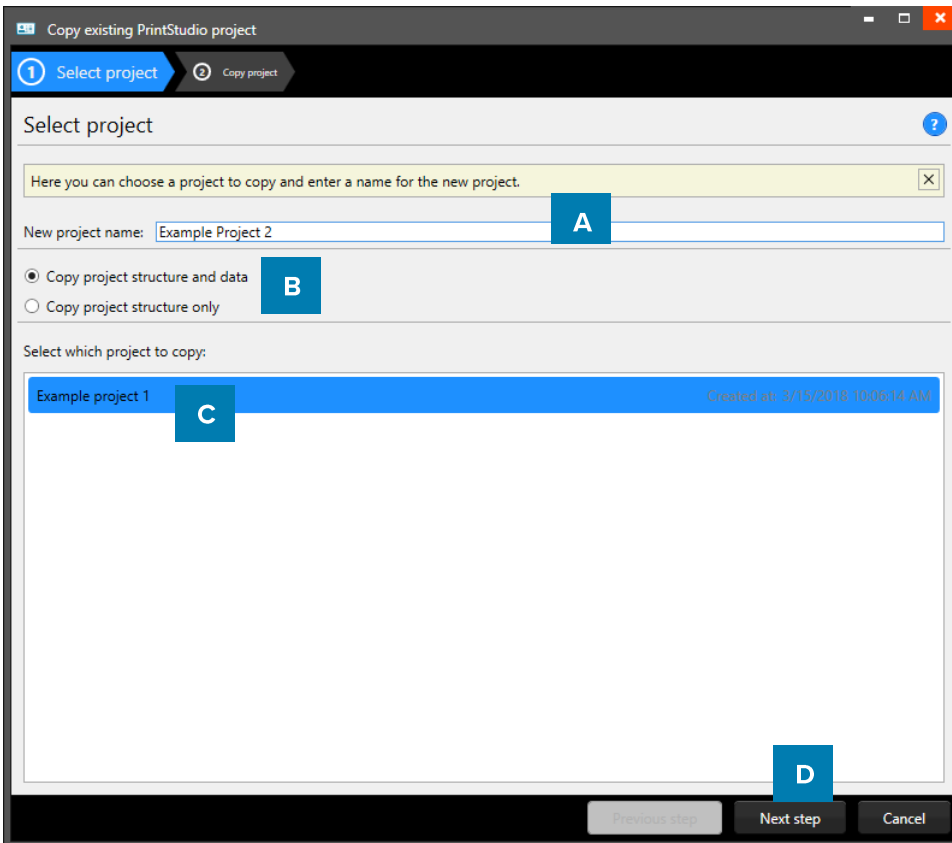 Copy existing PrintStudio project
1 Select project 2 Copy project
Select project ?
Here you can choose a project to copy and enter a name for the new project.
A
New project name: Example Project 2
Copy project structure and data
B
Copy project structure only
Select which project to copy:
Example project 1 Created at: 3/15/2018 10:06:14 AM
C
D
Previous step Next step Cancel